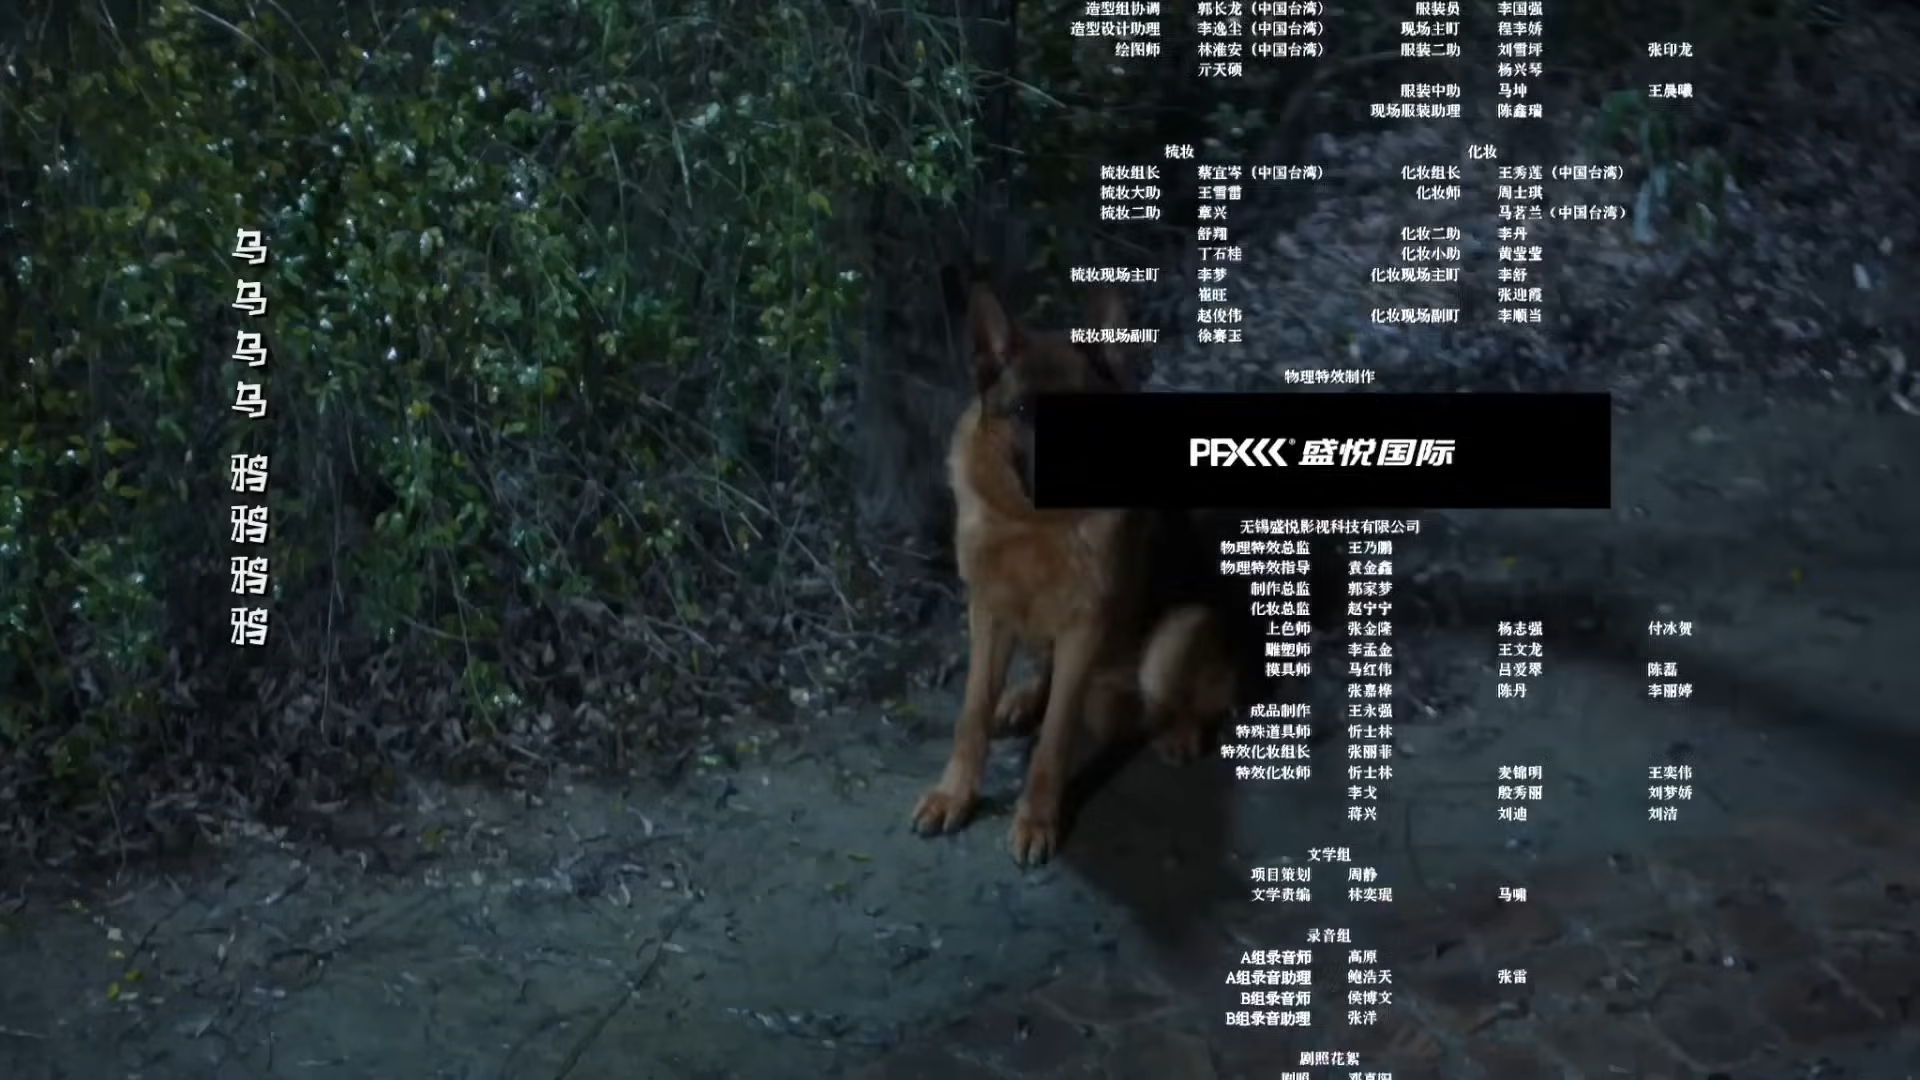 造型组协调 郭长龙（中国台湾） 服装员 李国强
造型设计助理 李逸尘（中国台湾） 现场主盯 程李娇
绘图师 林淮安（中国台湾） 服装二助 刘雪坪 张印龙
亓天硕 杨兴琴
服装中助 马坤 王晨曦
现场服装助理 陈鑫瑞
梳妆 化妆
梳妆组长 蔡宜岑（中国台湾） 化妆组长 王秀莲（中国台湾）
梳妆大助 王雪雷 化妆师 周士琪
梳妆二助 章兴 马茗兰（中国台湾）
舒翔 化妆二助 李丹
丁石桂 化妆小助 黄莹莹
梳妆现场主盯 李梦 化妆现场主盯 李舒
崔旺 张迎霞
赵俊伟 化妆现场副盯 李顺当
梳妆现场副盯 徐赛玉
乌乌乌乌 鸦鸦鸦鸦
物理特效制作
PFX® 盛悦国际
无锡盛悦影视科技有限公司
物理特效总监 王乃鹏
物理特效指导 袁金鑫
制作总监 郭家梦
化妆总监 赵宁宁
上色师 张金隆 杨志强 付冰贺
雕塑师 李孟金 王文龙
摸具师 马红伟 吕爱翠 陈磊
张嘉桦 陈丹 李丽婷
成品制作 王永强
特殊道具师 忻士林
特效化妆组长 张丽菲
特效化妆师 忻士林 麦锦明 王奕伟
李戈 殷秀丽 刘梦娇
蒋兴 刘迪 刘洁
文学组
项目策划 周静
文学责编 林奕琨 马啸
录音组
A组录音师 高原
A组录音助理 鲍浩天 张雷
B组录音师 侯博文
B组录音助理 张洋
剧照花絮
剧照